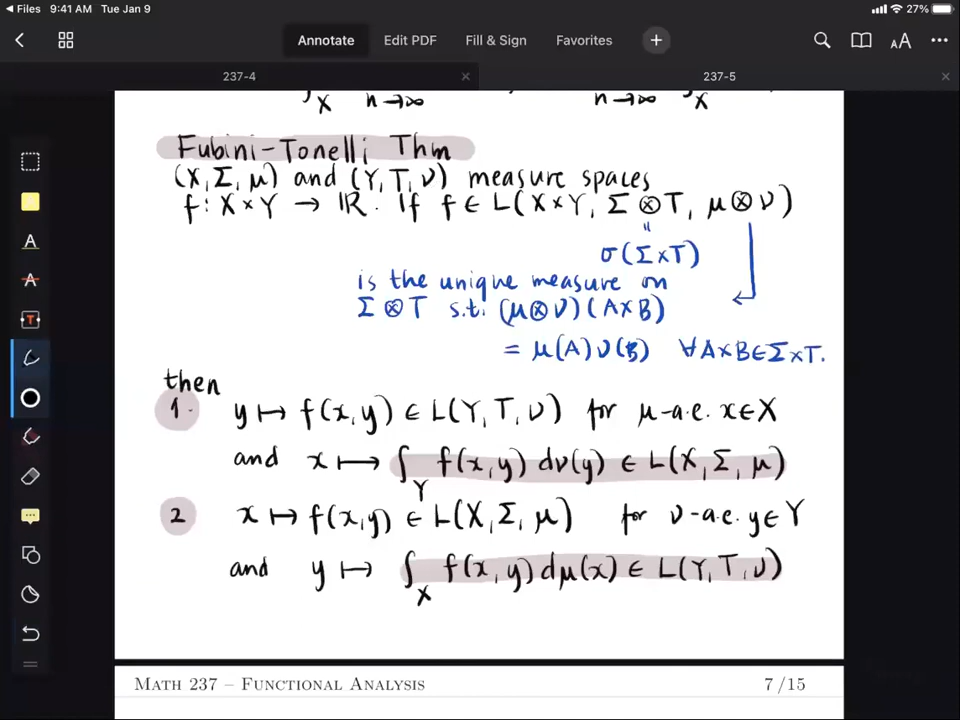 Files 9:41 AM Tue Jan 9 27%
Annotate Edit PDF Fill & Sign Favorites
237-4 237-5
∫_X n→∞ n→∞ ∫_X
Fubini-Tonelli Thm
(X, Σ, μ) and (Y, T, ν) measure spaces
f: X×Y → ℝ. If f ∈ L(X×Y, Σ⊗T, μ⊗ν)
"
σ(Σ×T)
is the unique measure on
Σ⊗T s.t. (μ⊗ν)(A×B)
= μ(A)ν(B) ∀A×B∈Σ×T.
then
1. y ↦ f(x,y) ∈ L(Y,T,ν) for μ-a.e. x∈X
and x ↦ ∫_Y f(x,y) dν(y) ∈ L(X,Σ,μ)
2 x ↦ f(x,y) ∈ L(X,Σ,μ) for ν-a.e. y∈Y
and y ↦ ∫_X f(x,y) dμ(x) ∈ L(Y,T,ν)
MATH 237 – FUNCTIONAL ANALYSIS 7/15